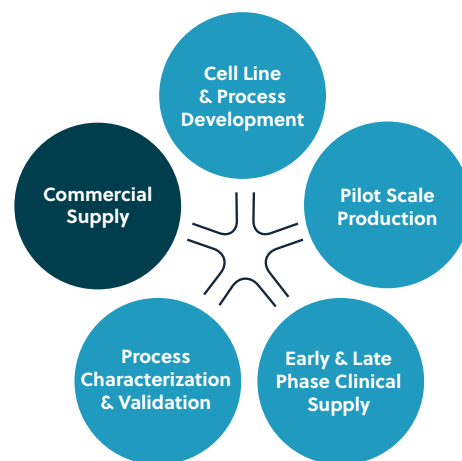 Cell Line
& Process
Development
Pilot Scale
Production
Early & Late
Phase Clinical
Supply
Process
Characterization
& Validation
Commercial
Supply